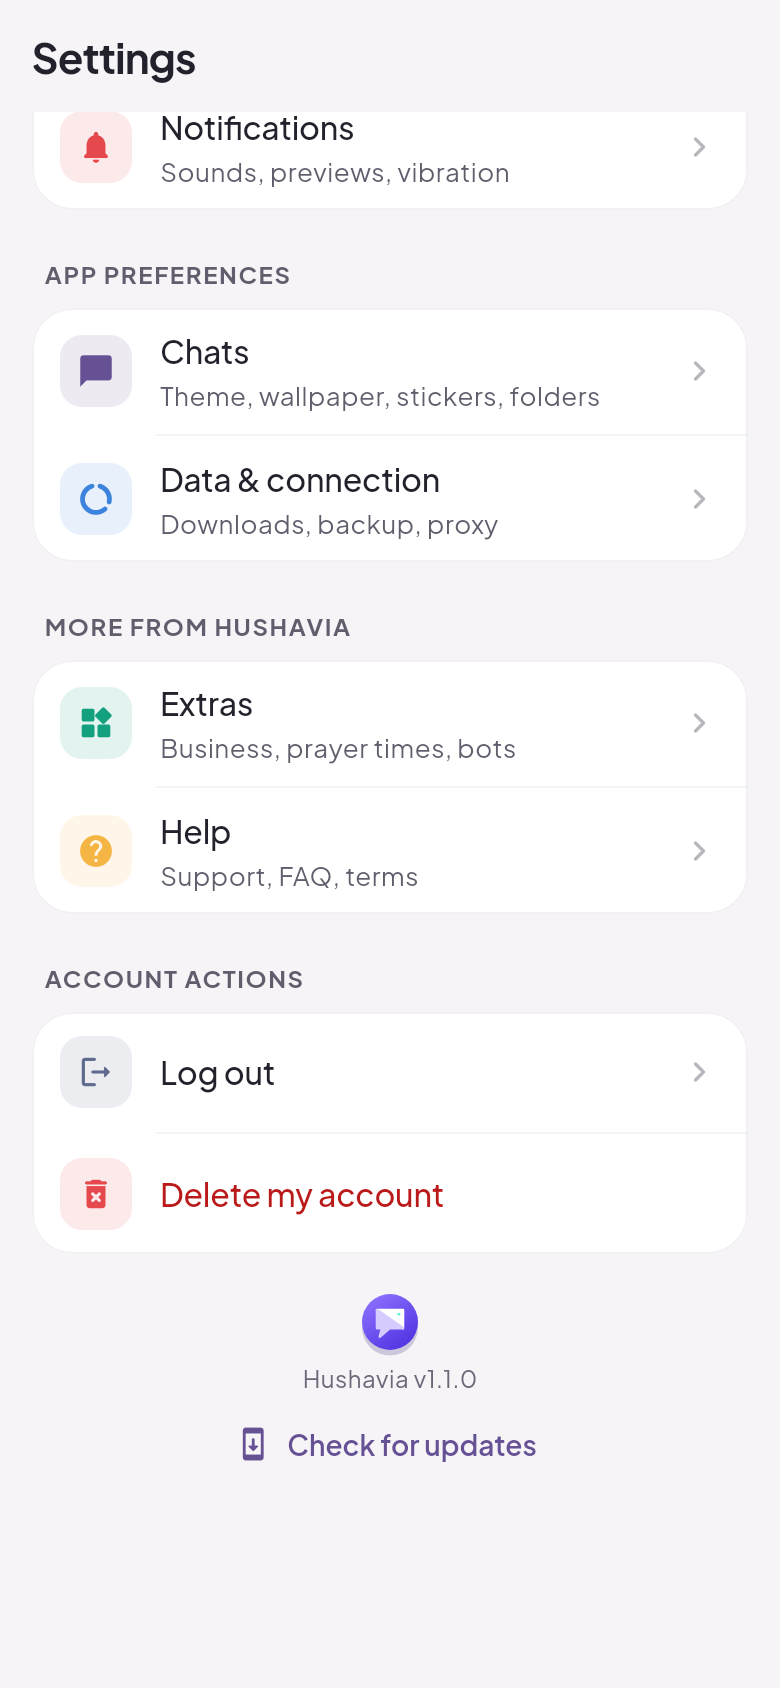 Settings
Notifications
Sounds, previews, vibration
APP PREFERENCES
Chats
Theme, wallpaper, stickers, folders
Data & connection
Downloads, backup, proxy
MORE FROM HUSHAVIA
Extras
Business, prayer times, bots
Help
Support, FAQ, terms
ACCOUNT ACTIONS
Log out
Delete my account
Hushavia v1.1.0
Check for updates